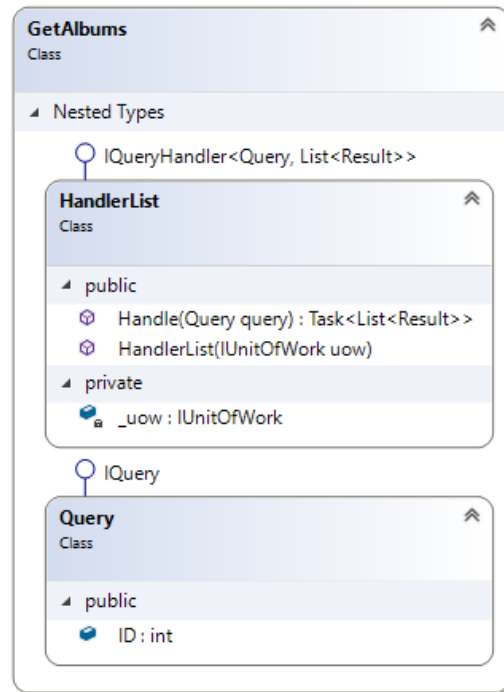 GetAlbums
Class
Nested Types
IQueryHandler<Query, List<Result>>
HandlerList
Class
public
Handle(Query query) : Task<List<Result>>
HandlerList(IUnitOfWork uow)
private
_uow : IUnitOfWork
IQuery
Query
Class
public
ID : int